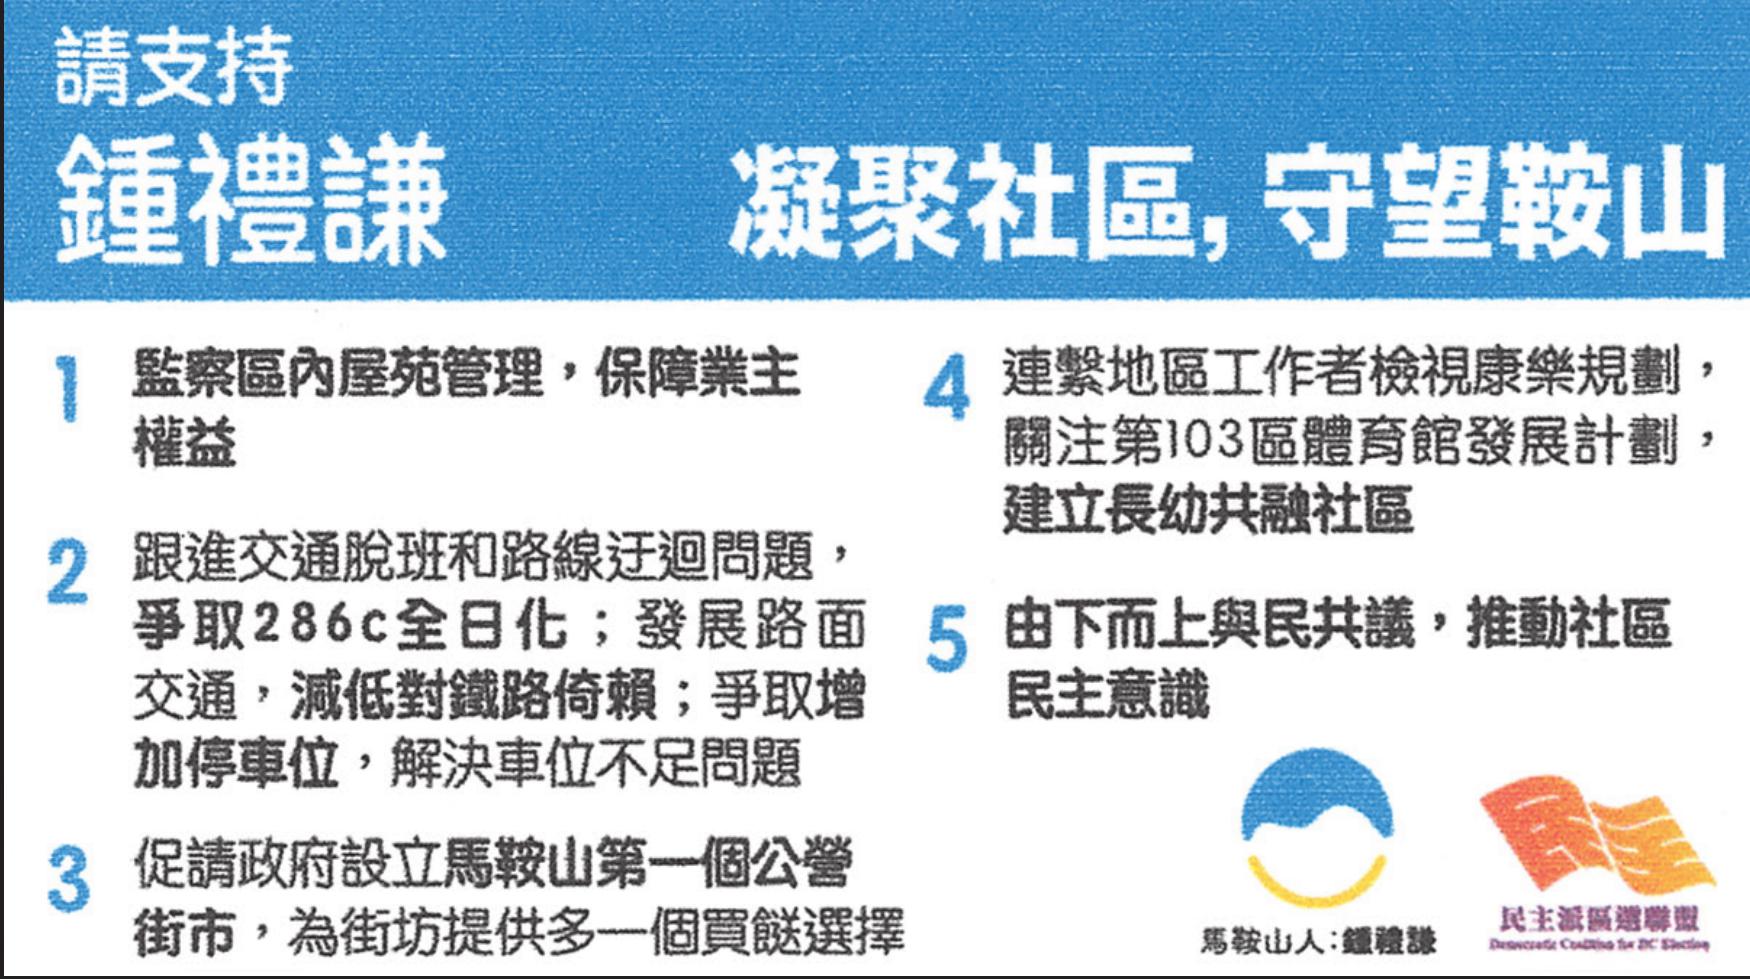 請支持
鍾禮謙
凝聚社區, 守望鞍山
1 監察區內屋苑管理，保障業主
權益
2 跟進交通脫班和路線迂迴問題，
爭取286c全日化；發展路面
交通，減低對鐵路倚賴；爭取增
加停車位，解決車位不足問題
3 促請政府設立馬鞍山第一個公營
街市，為街坊提供多一個買餸選擇
4 連繫地區工作者檢視康樂規劃，
關注第103區體育館發展計劃，
建立長幼共融社區
5 由下而上與民共議，推動社區
民主意識
馬鞍山人：鍾禮謙
民主派區選聯盟
Democratic Coalition for DC Election